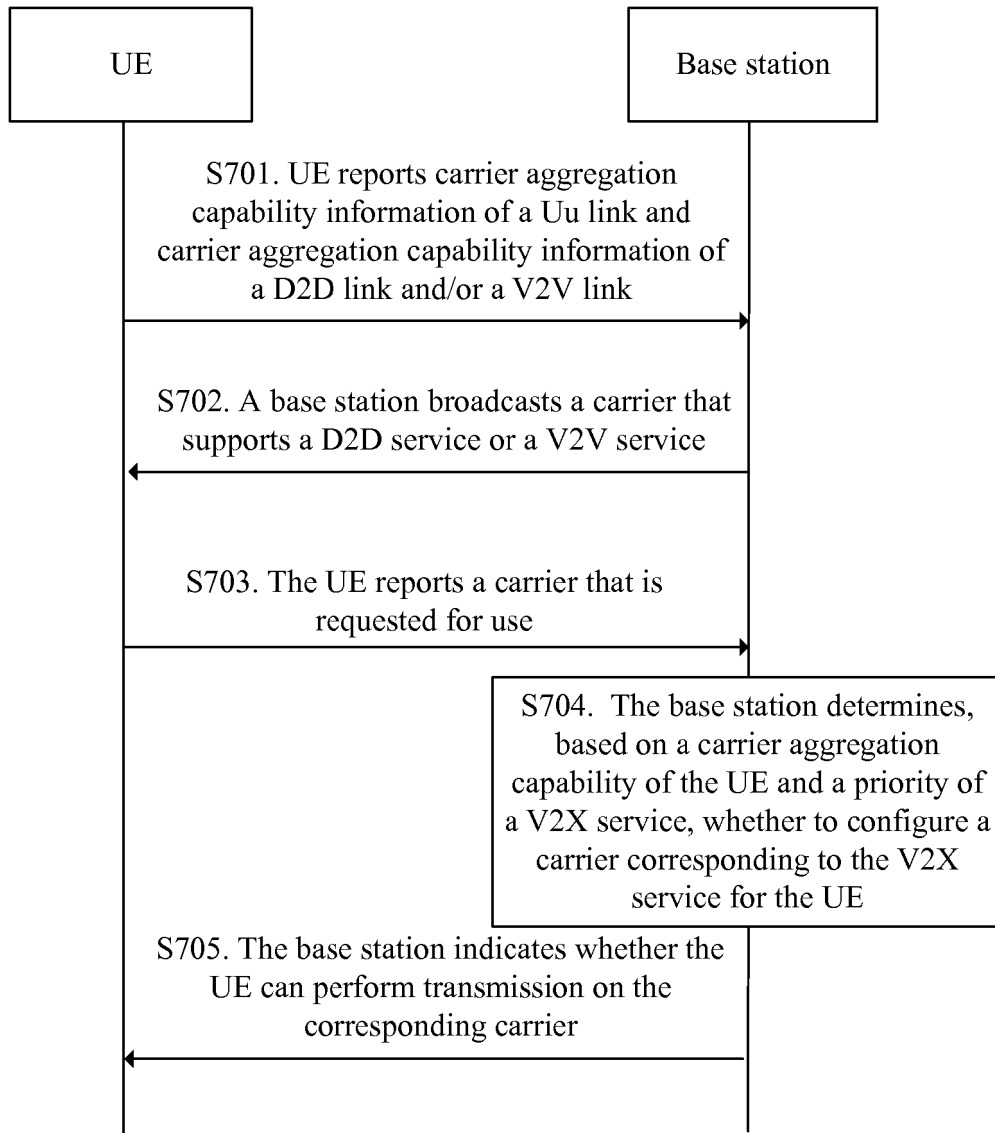 UE
Base station
S701. UE reports carrier aggregation
capability information of a Uu link and
carrier aggregation capability information of
a D2D link and/or a V2V link
S702. A base station broadcasts a carrier that
supports a D2D service or a V2V service
S703. The UE reports a carrier that is
requested for use
S704. The base station determines,
based on a carrier aggregation
capability of the UE and a priority of
a V2X service, whether to configure a
carrier corresponding to the V2X
service for the UE
S705. The base station indicates whether the
UE can perform transmission on the
corresponding carrier